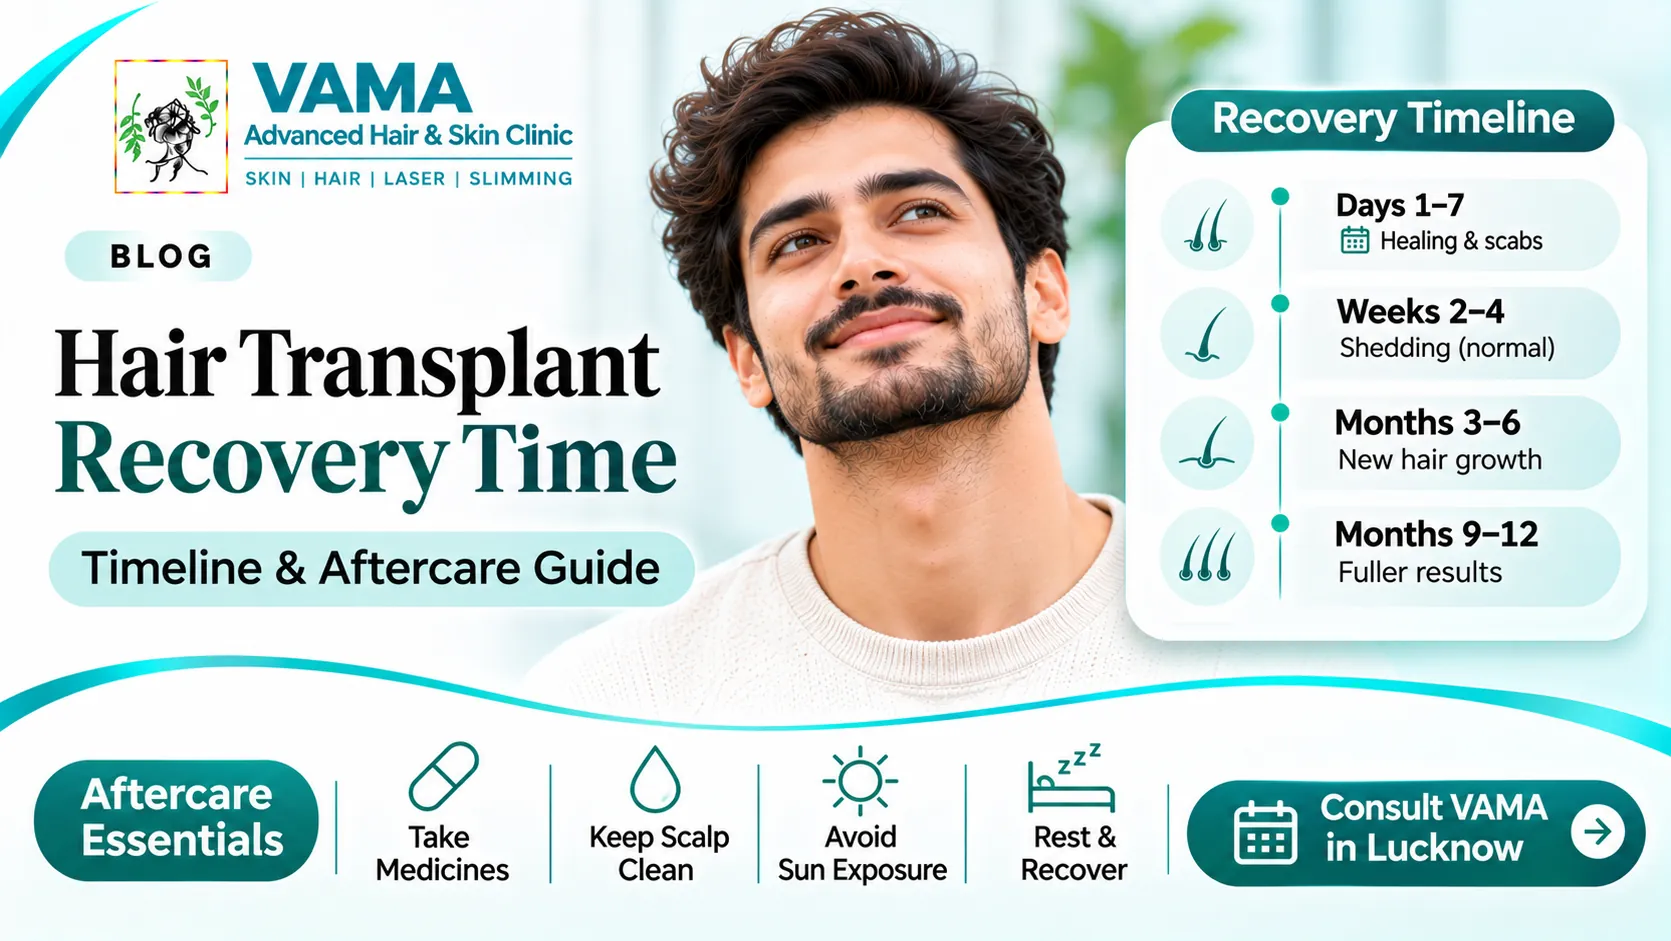 VAMA
Advanced Hair & Skin Clinic
SKIN | HAIR | LASER | SLIMMING
BLOG
Hair Transplant
Recovery Time
Timeline & Aftercare Guide
Recovery Timeline
Days 1–7
Healing & scabs
Weeks 2–4
Shedding (normal)
Months 3–6
New hair growth
Months 9–12
Fuller results
Aftercare
Essentials
Take
Medicines
Keep Scalp
Clean
Avoid
Sun Exposure
zzz
Rest &
Recover
Consult VAMA
in Lucknow